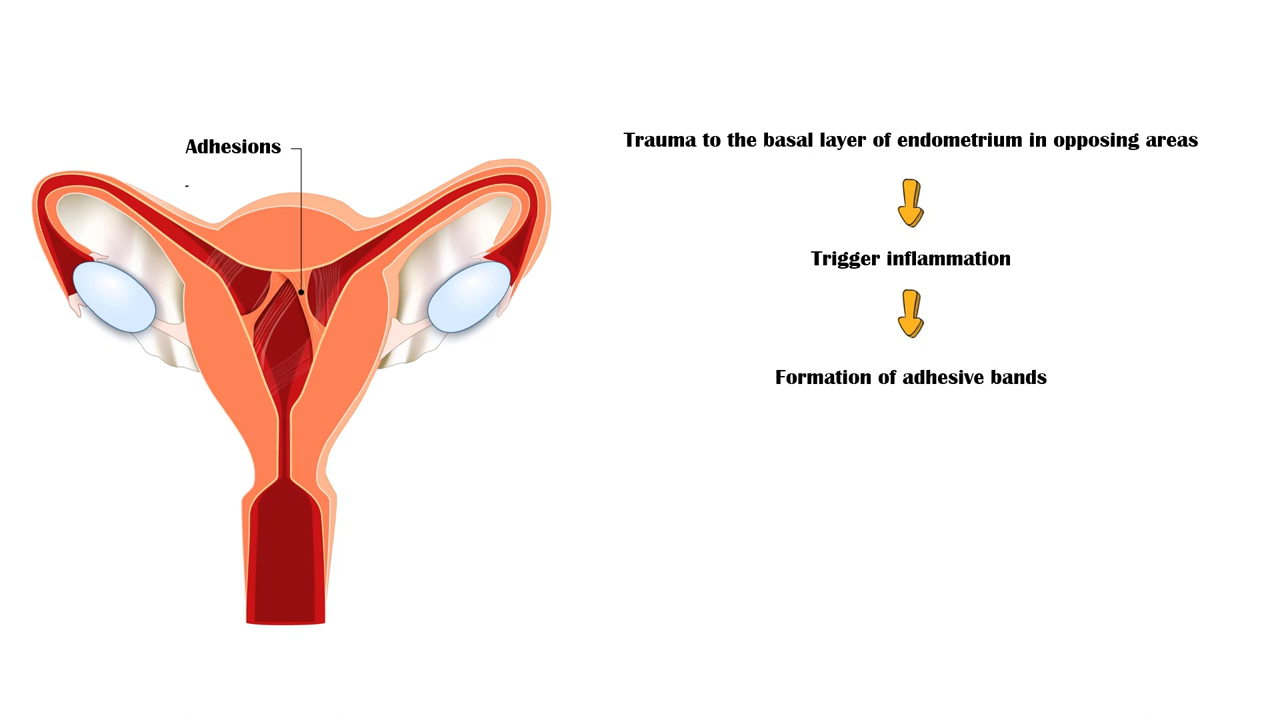 Adhesions
Trauma to the basal layer of endometrium in opposing areas
Trigger inflammation
Formation of adhesive bands